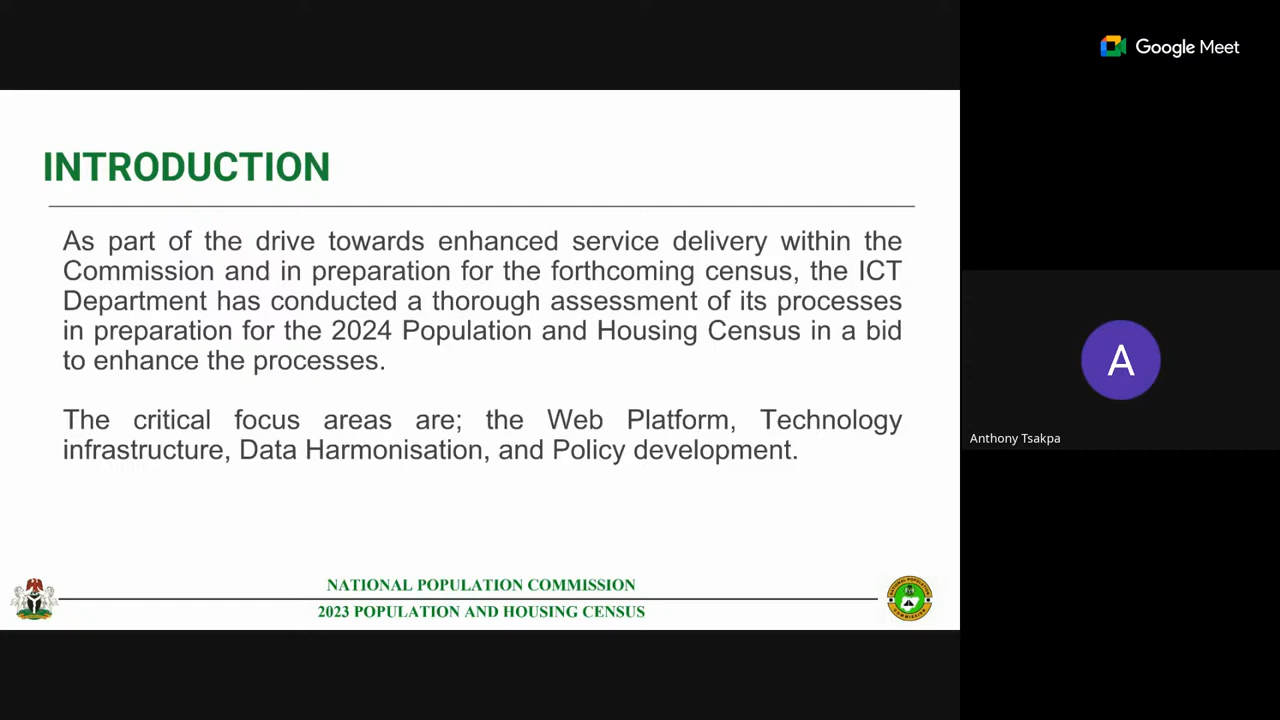 Google Meet
INTRODUCTION
As part of the drive towards enhanced service delivery within the
Commission and in preparation for the forthcoming census, the ICT
Department has conducted a thorough assessment of its processes
in preparation for the 2024 Population and Housing Census in a bid
to enhance the processes.
The critical focus areas are; the Web Platform, Technology
infrastructure, Data Harmonisation, and Policy development.
A
Anthony Tsakpa
NATIONAL POPULATION COMMISSION
2023 POPULATION AND HOUSING CENSUS
NATIONAL POPULATION
COMMISSION